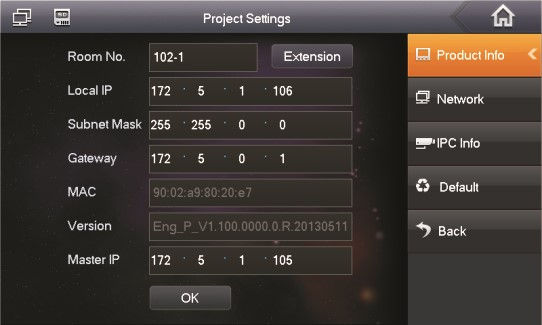 Project Settings
Room No. 102-1 Extension
Local IP 172 . 5 . 1 . 106
Subnet Mask 255 . 255 . 0 . 0
Gateway 172 . 5 . 0 . 1
MAC 90:02:a9:80:20:e7
Version Eng_P_V1.100.0000.0.R.20130511
Master IP 172 . 5 . 1 . 105
OK
Product Info
Network
IPC Info
Default
Back